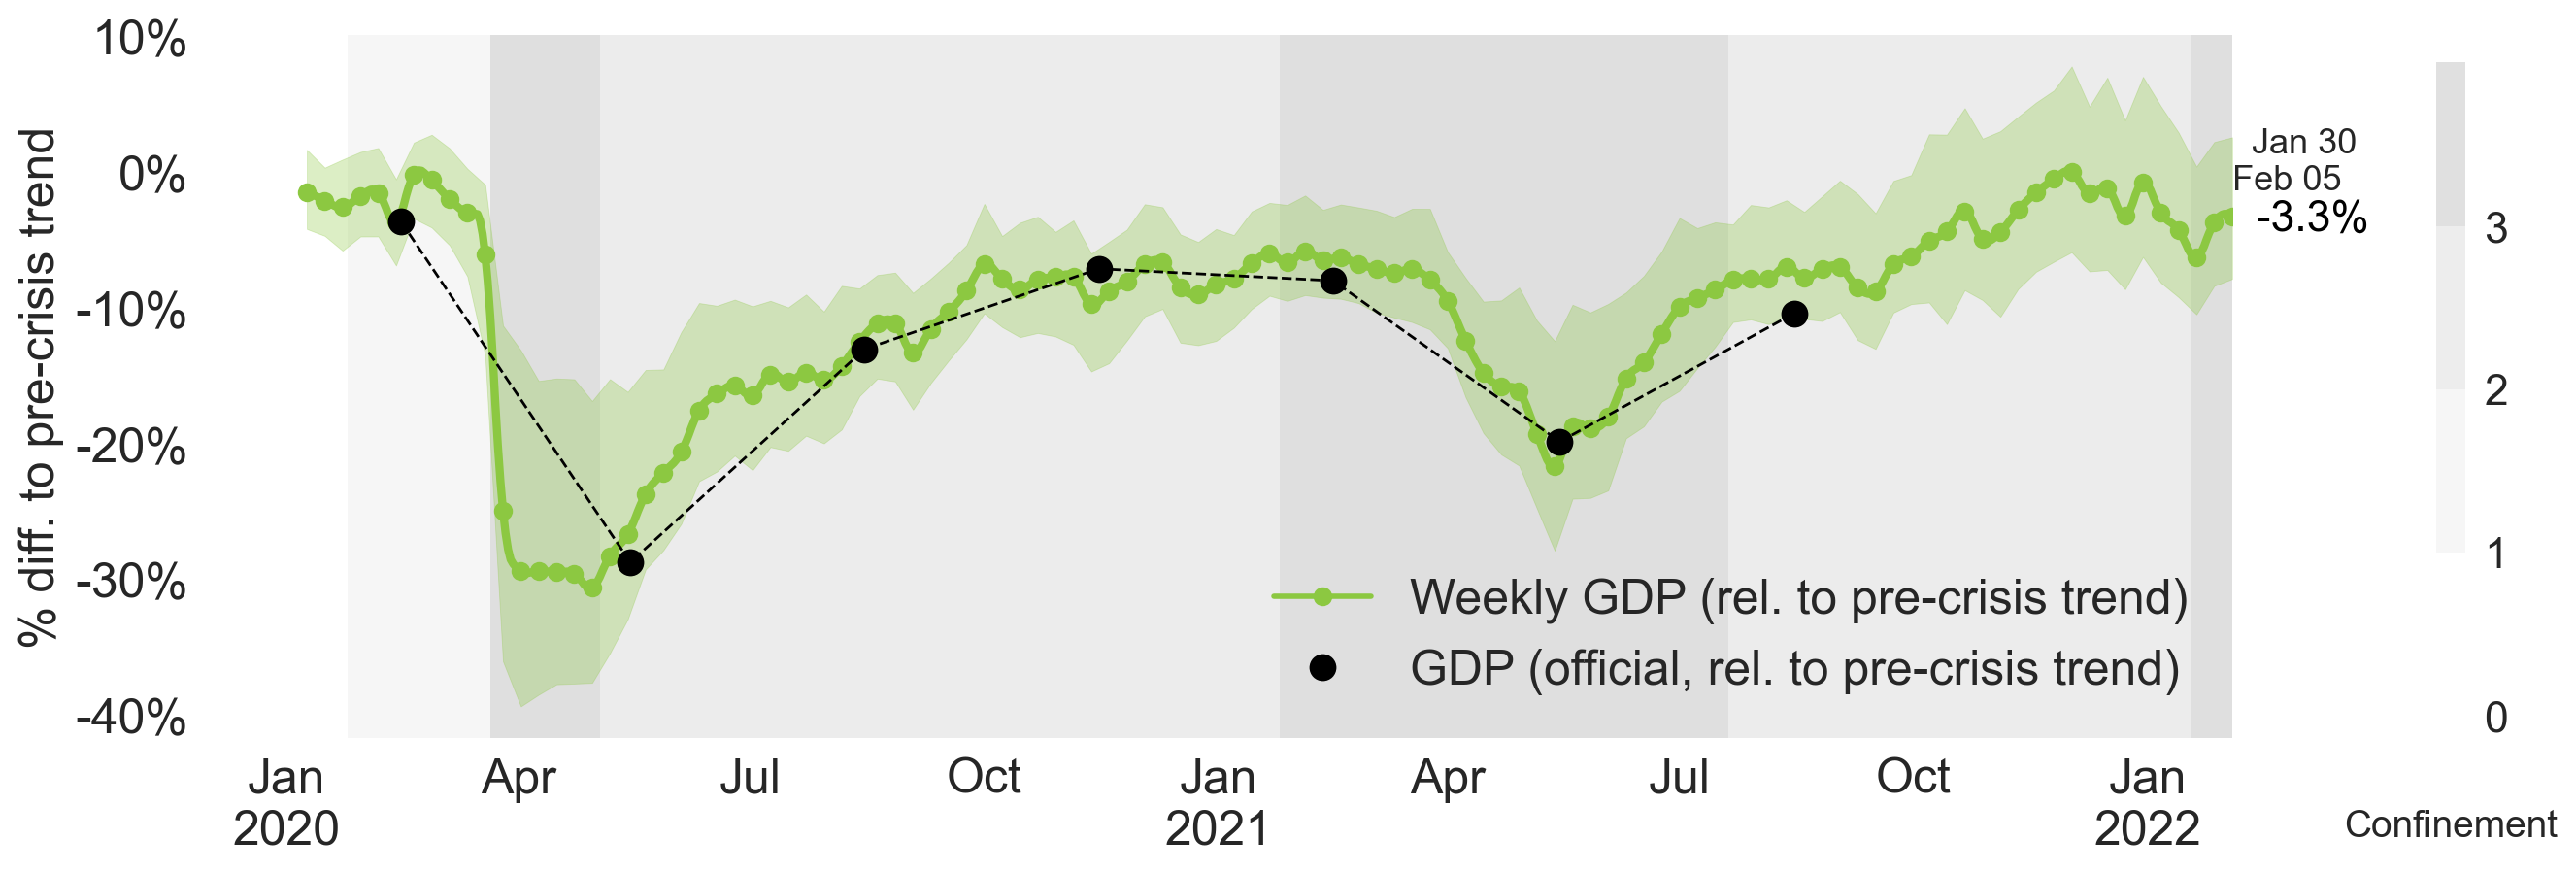 % diff. to pre-crisis trend
10%
0%
-10%
-20%
-30%
-40%
Jan 30
Feb 05
-3.3%
Weekly GDP (rel. to pre-crisis trend)
GDP (official, rel. to pre-crisis trend)
Jan Apr Jul Oct Jan Apr Jul Oct Jan
2020 2021 2022
3
2
1
0
Confinement